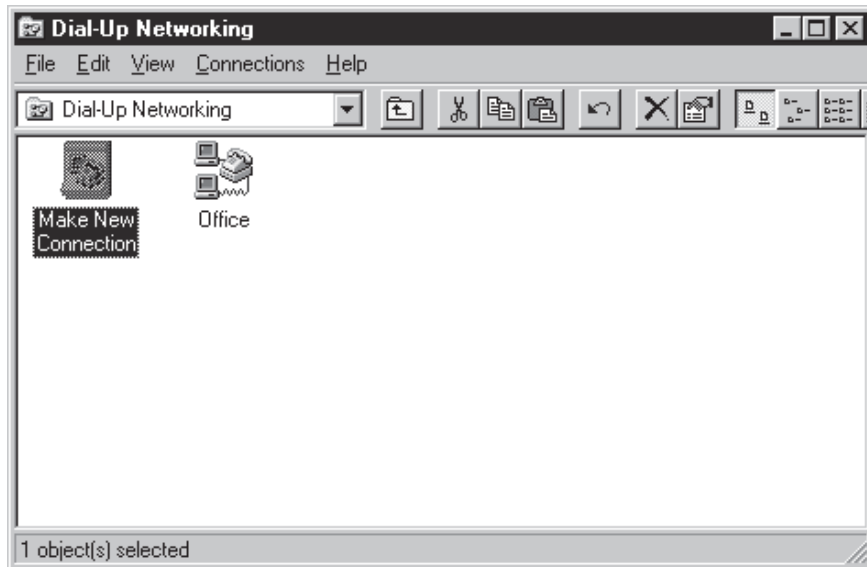 Dial-Up Networking
File Edit View Connections Help
Dial-Up Networking
Make New
Connection
Office
1 object(s) selected